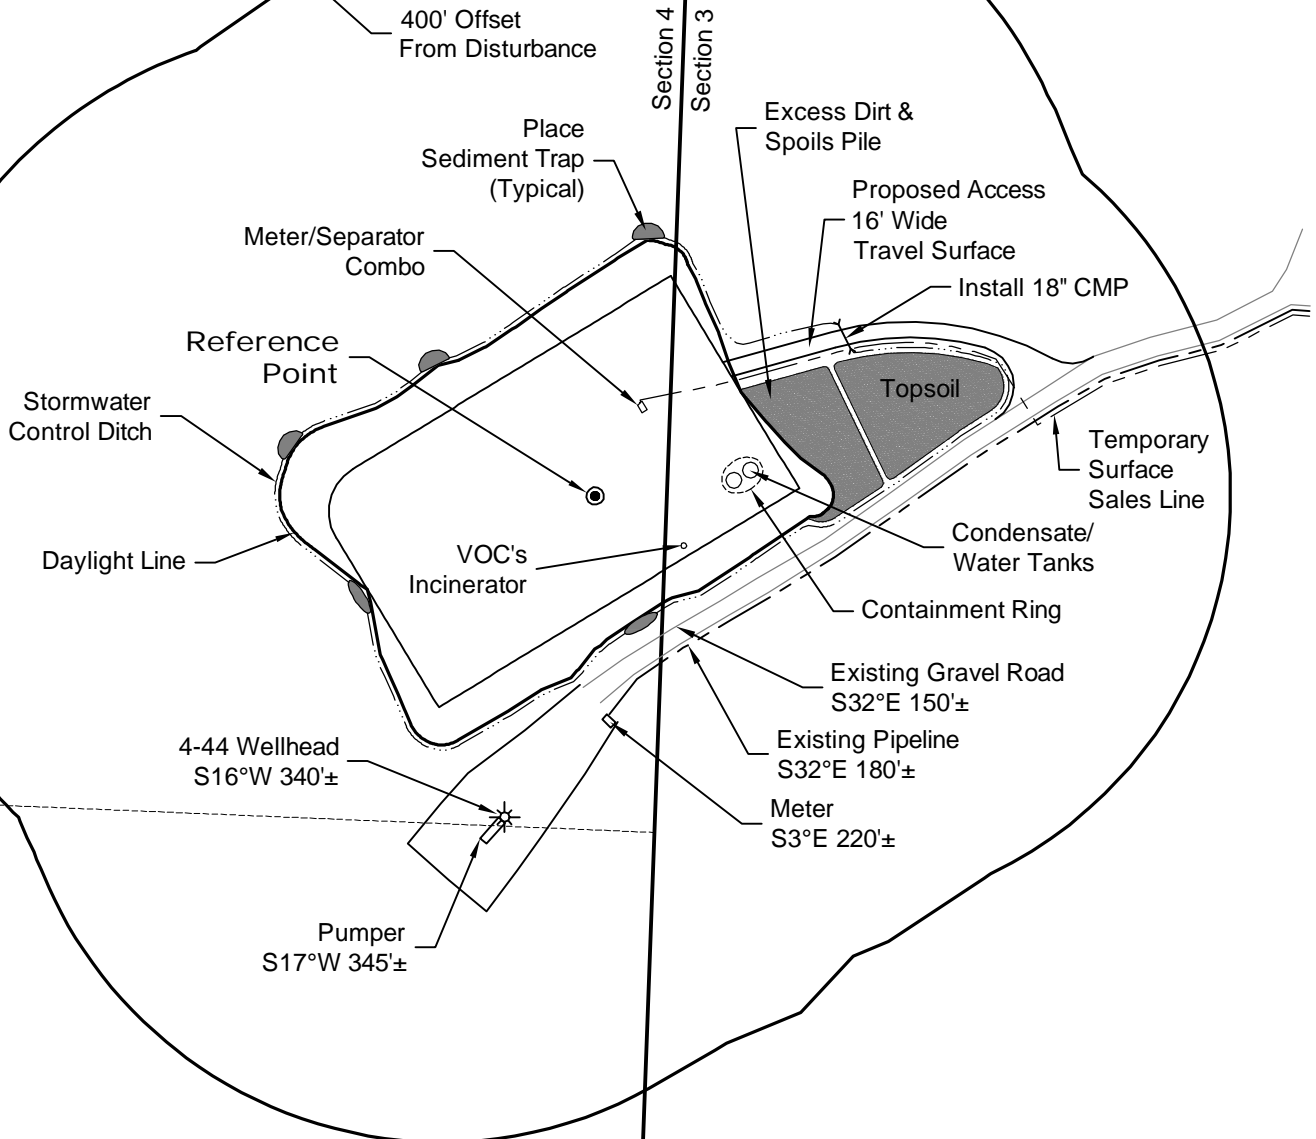 400' Offset
From Disturbance
Section 4
Section 3
Excess Dirt &
Spoils Pile
Place
Sediment Trap
(Typical)
Proposed Access
16' Wide
Travel Surface
Meter/Separator
Combo
Install 18" CMP
Reference
Point
Topsoil
Stormwater
Control Ditch
Temporary
Surface
Sales Line
Daylight Line
VOC's
Incinerator
Condensate/
Water Tanks
Containment Ring
Existing Gravel Road
S32°E 150'±
4-44 Wellhead
S16°W 340'±
Existing Pipeline
S32°E 180'±
Meter
S3°E 220'±
Pumper
S17°W 345'±